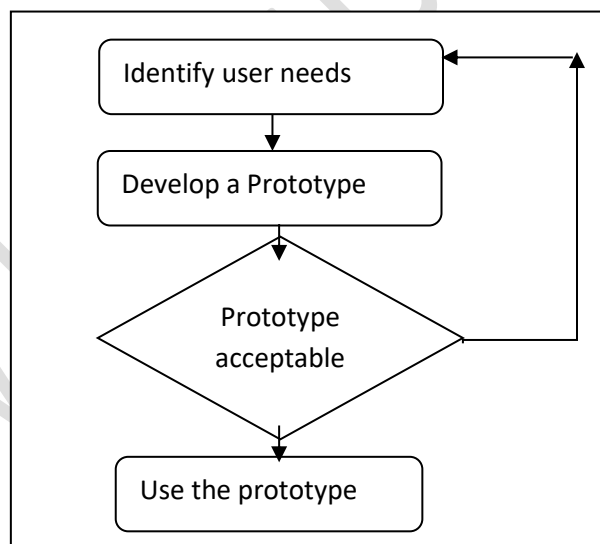 Identify user needs
Develop a Prototype
Prototype
acceptable
Use the prototype